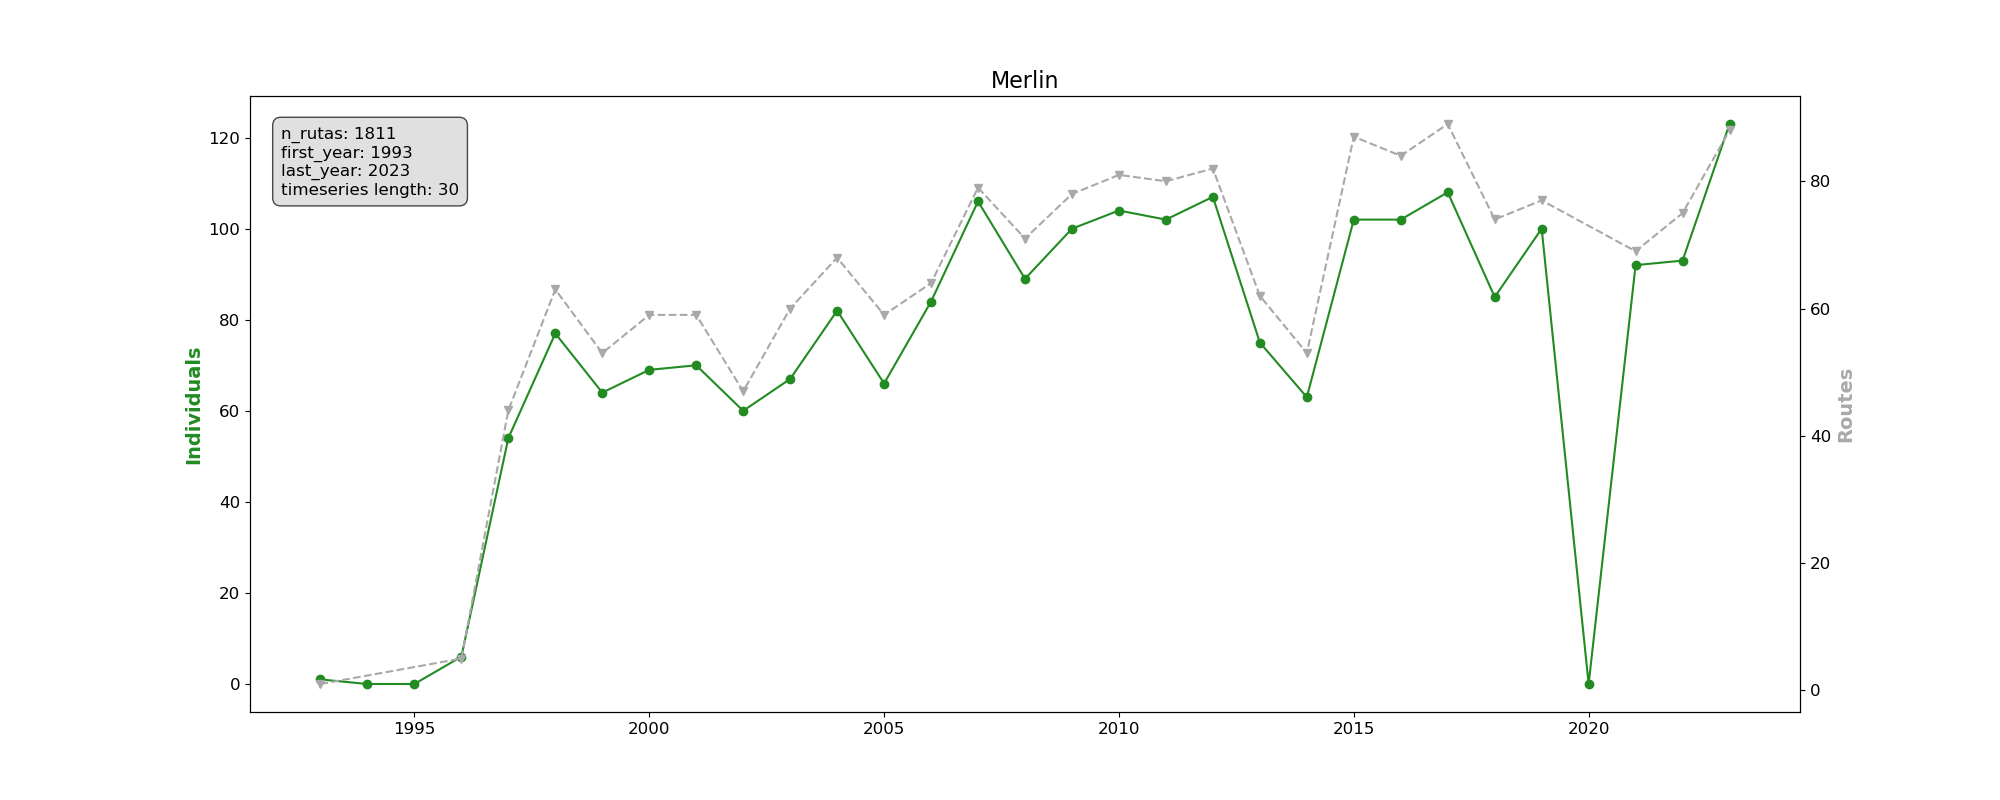 Merlin
n_rutas: 1811
first_year: 1993
last_year: 2023
timeseries length: 30
Individuals
120
100
80
60
40
20
0
80
60
40
20
0
Routes
1995 2000 2005 2010 2015 2020